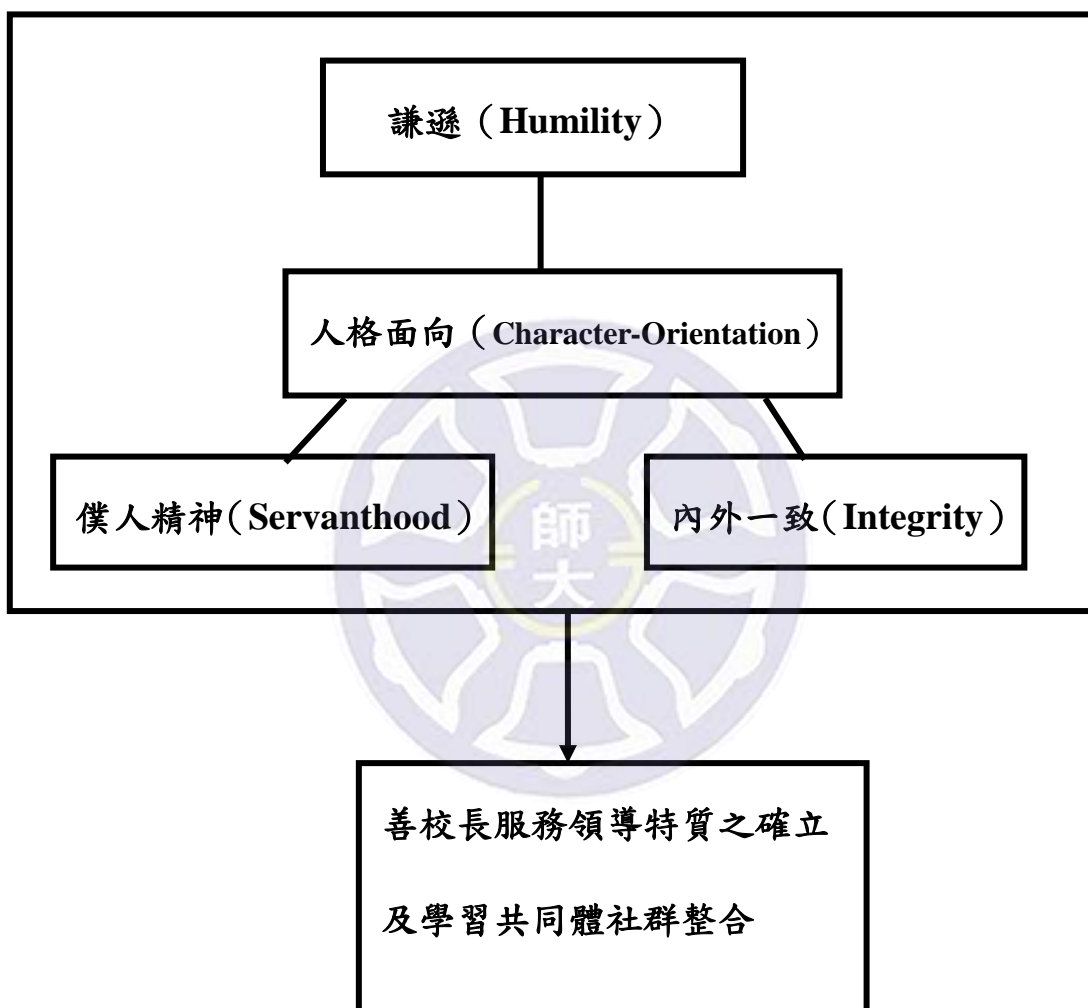 謙遜（Humility）
人格面向（Character-Orientation）
僕人精神（Servanthood）
內外一致（Integrity）
師
大
善校長服務領導特質之確立
及學習共同體社群整合